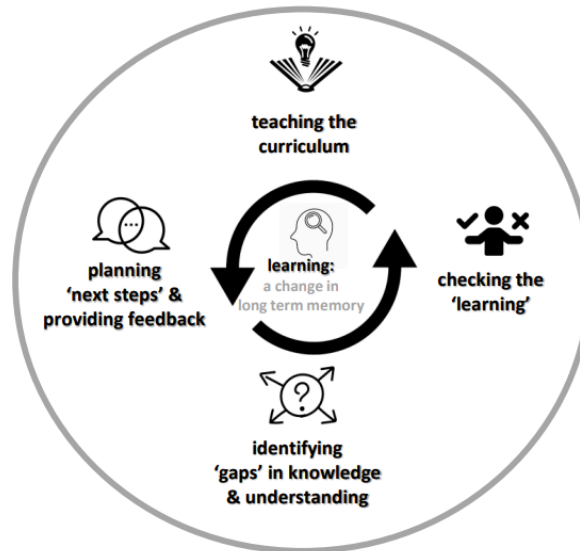 teaching the
curriculum
planning
‘next steps’ &
providing feedback
learning:
a change in
long term memory
checking the
‘learning’
?
identifying
‘gaps’ in knowledge
& understanding